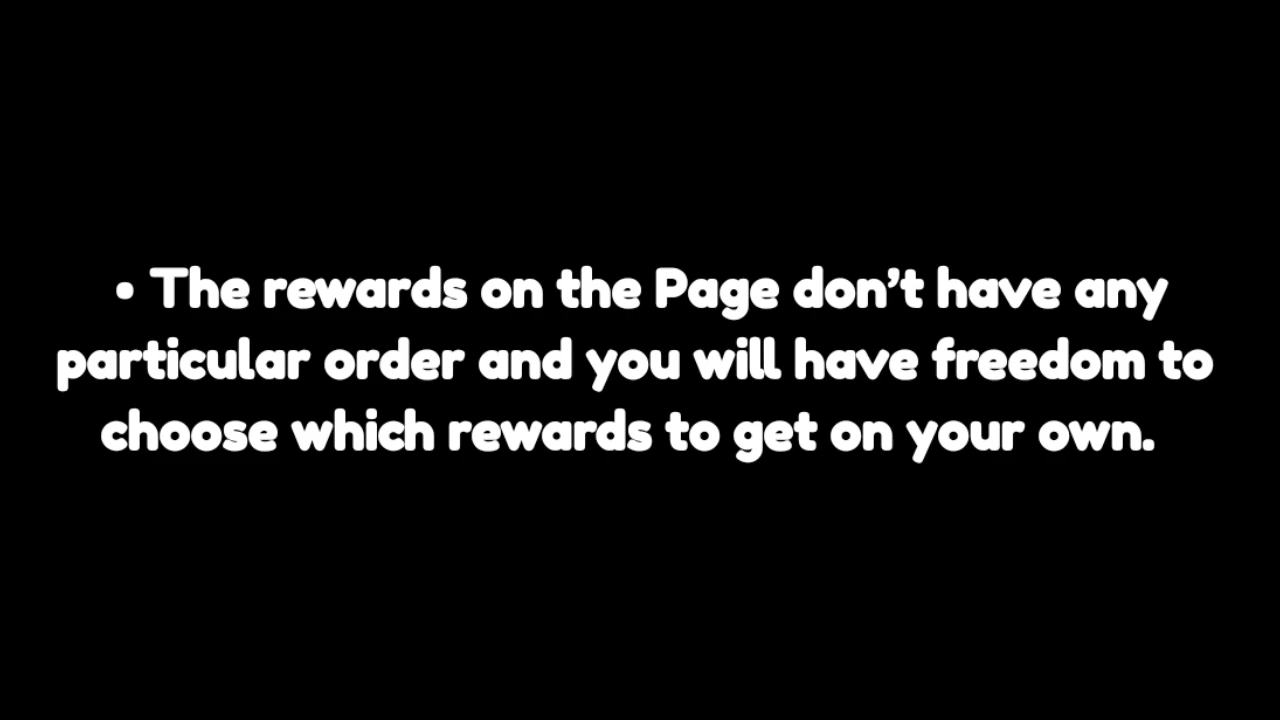 • The rewards on the Page don’t have any
particular order and you will have freedom to
choose which rewards to get on your own.